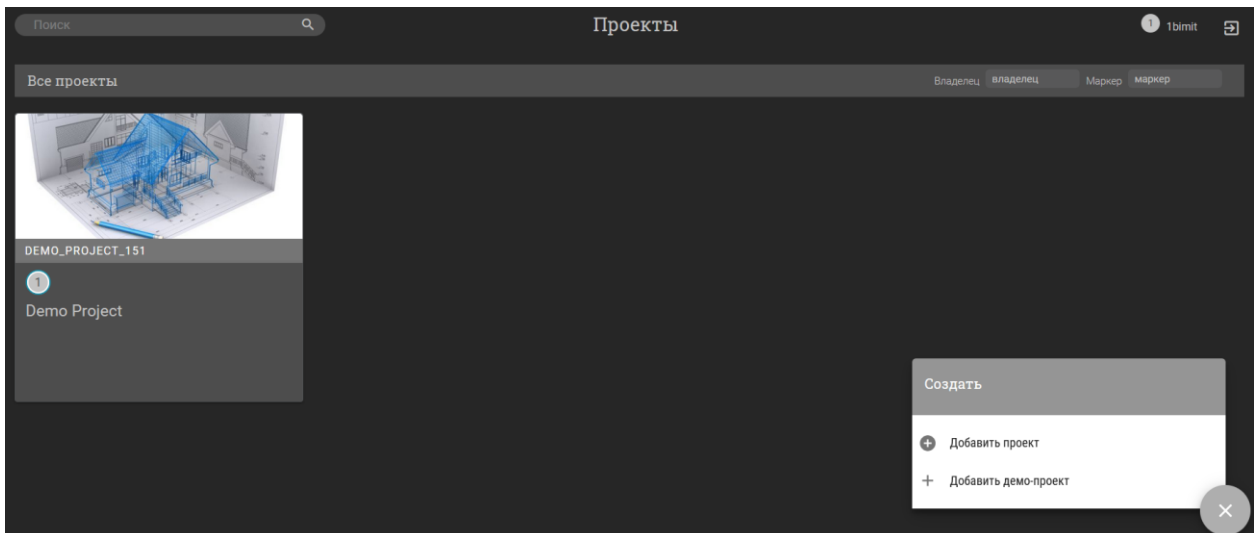 Поиск
Проекты
1 1bimit
Все проекты
Владелец владелец Маркер маркер
DEMO_PROJECT_151
1
Demo Project
Создать
Добавить проект
Добавить демо-проект